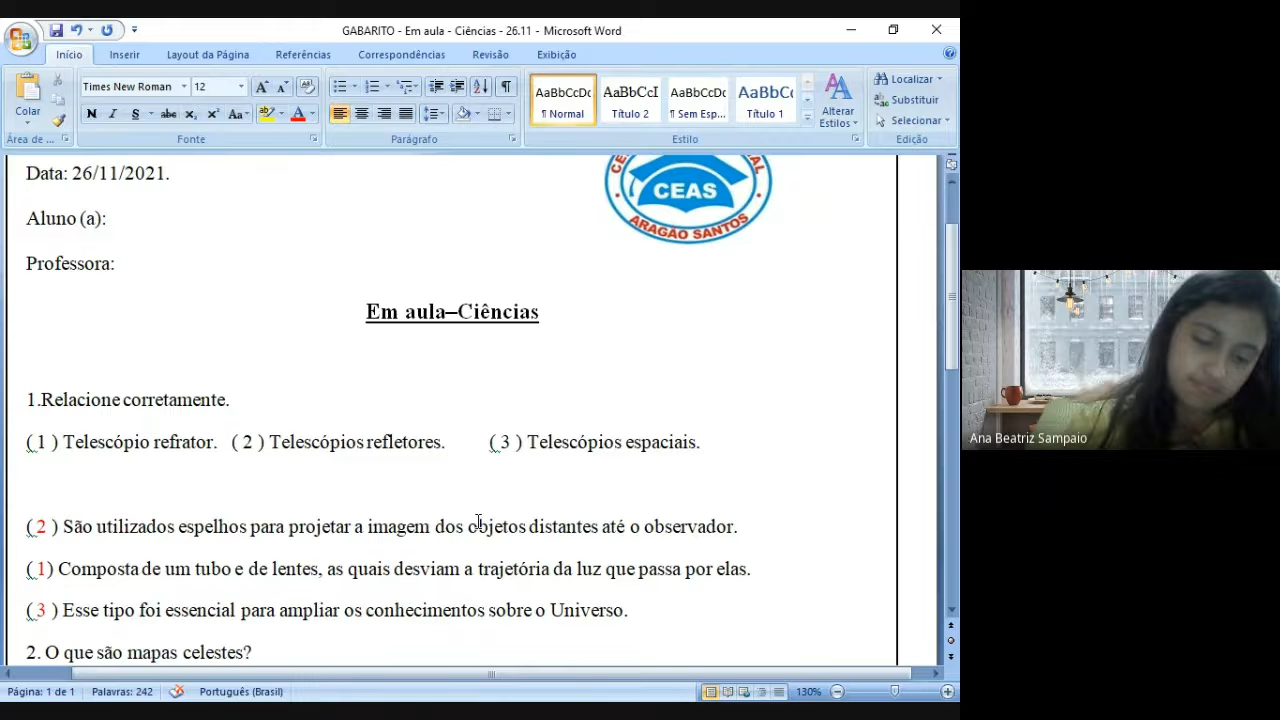 GABARITO - Em aula - Ciências - 26.11 - Microsoft Word
Início Inserir Layout da Página Referências Correspondências Revisão Exibição
Colar
Área de ...
Times New Roman 12
Fonte
Parágrafo
AaBbCcDc AaBbCcI AaBbCcDc AaBbC
¶ Normal Título 2 ¶ Sem Esp... Título 1
Alterar Estilos
Estilo
Localizar
Substituir
Selecionar
Edição
Data: 26/11/2021.
CEAS
ARAGÃO SANTOS
Aluno (a):
Professora:
Em aula–Ciências
1.Relacione corretamente.
( 1 ) Telescópio refrator. ( 2 ) Telescópios refletores. ( 3 ) Telescópios espaciais.
( 2 ) São utilizados espelhos para projetar a imagem dos objetos distantes até o observador.
( 1) Composta de um tubo e de lentes, as quais desviam a trajetória da luz que passa por elas.
( 3 ) Esse tipo foi essencial para ampliar os conhecimentos sobre o Universo.
2. O que são mapas celestes?
Página: 1 de 1 Palavras: 242 Português (Brasil) 130%
Ana Beatriz Sampaio